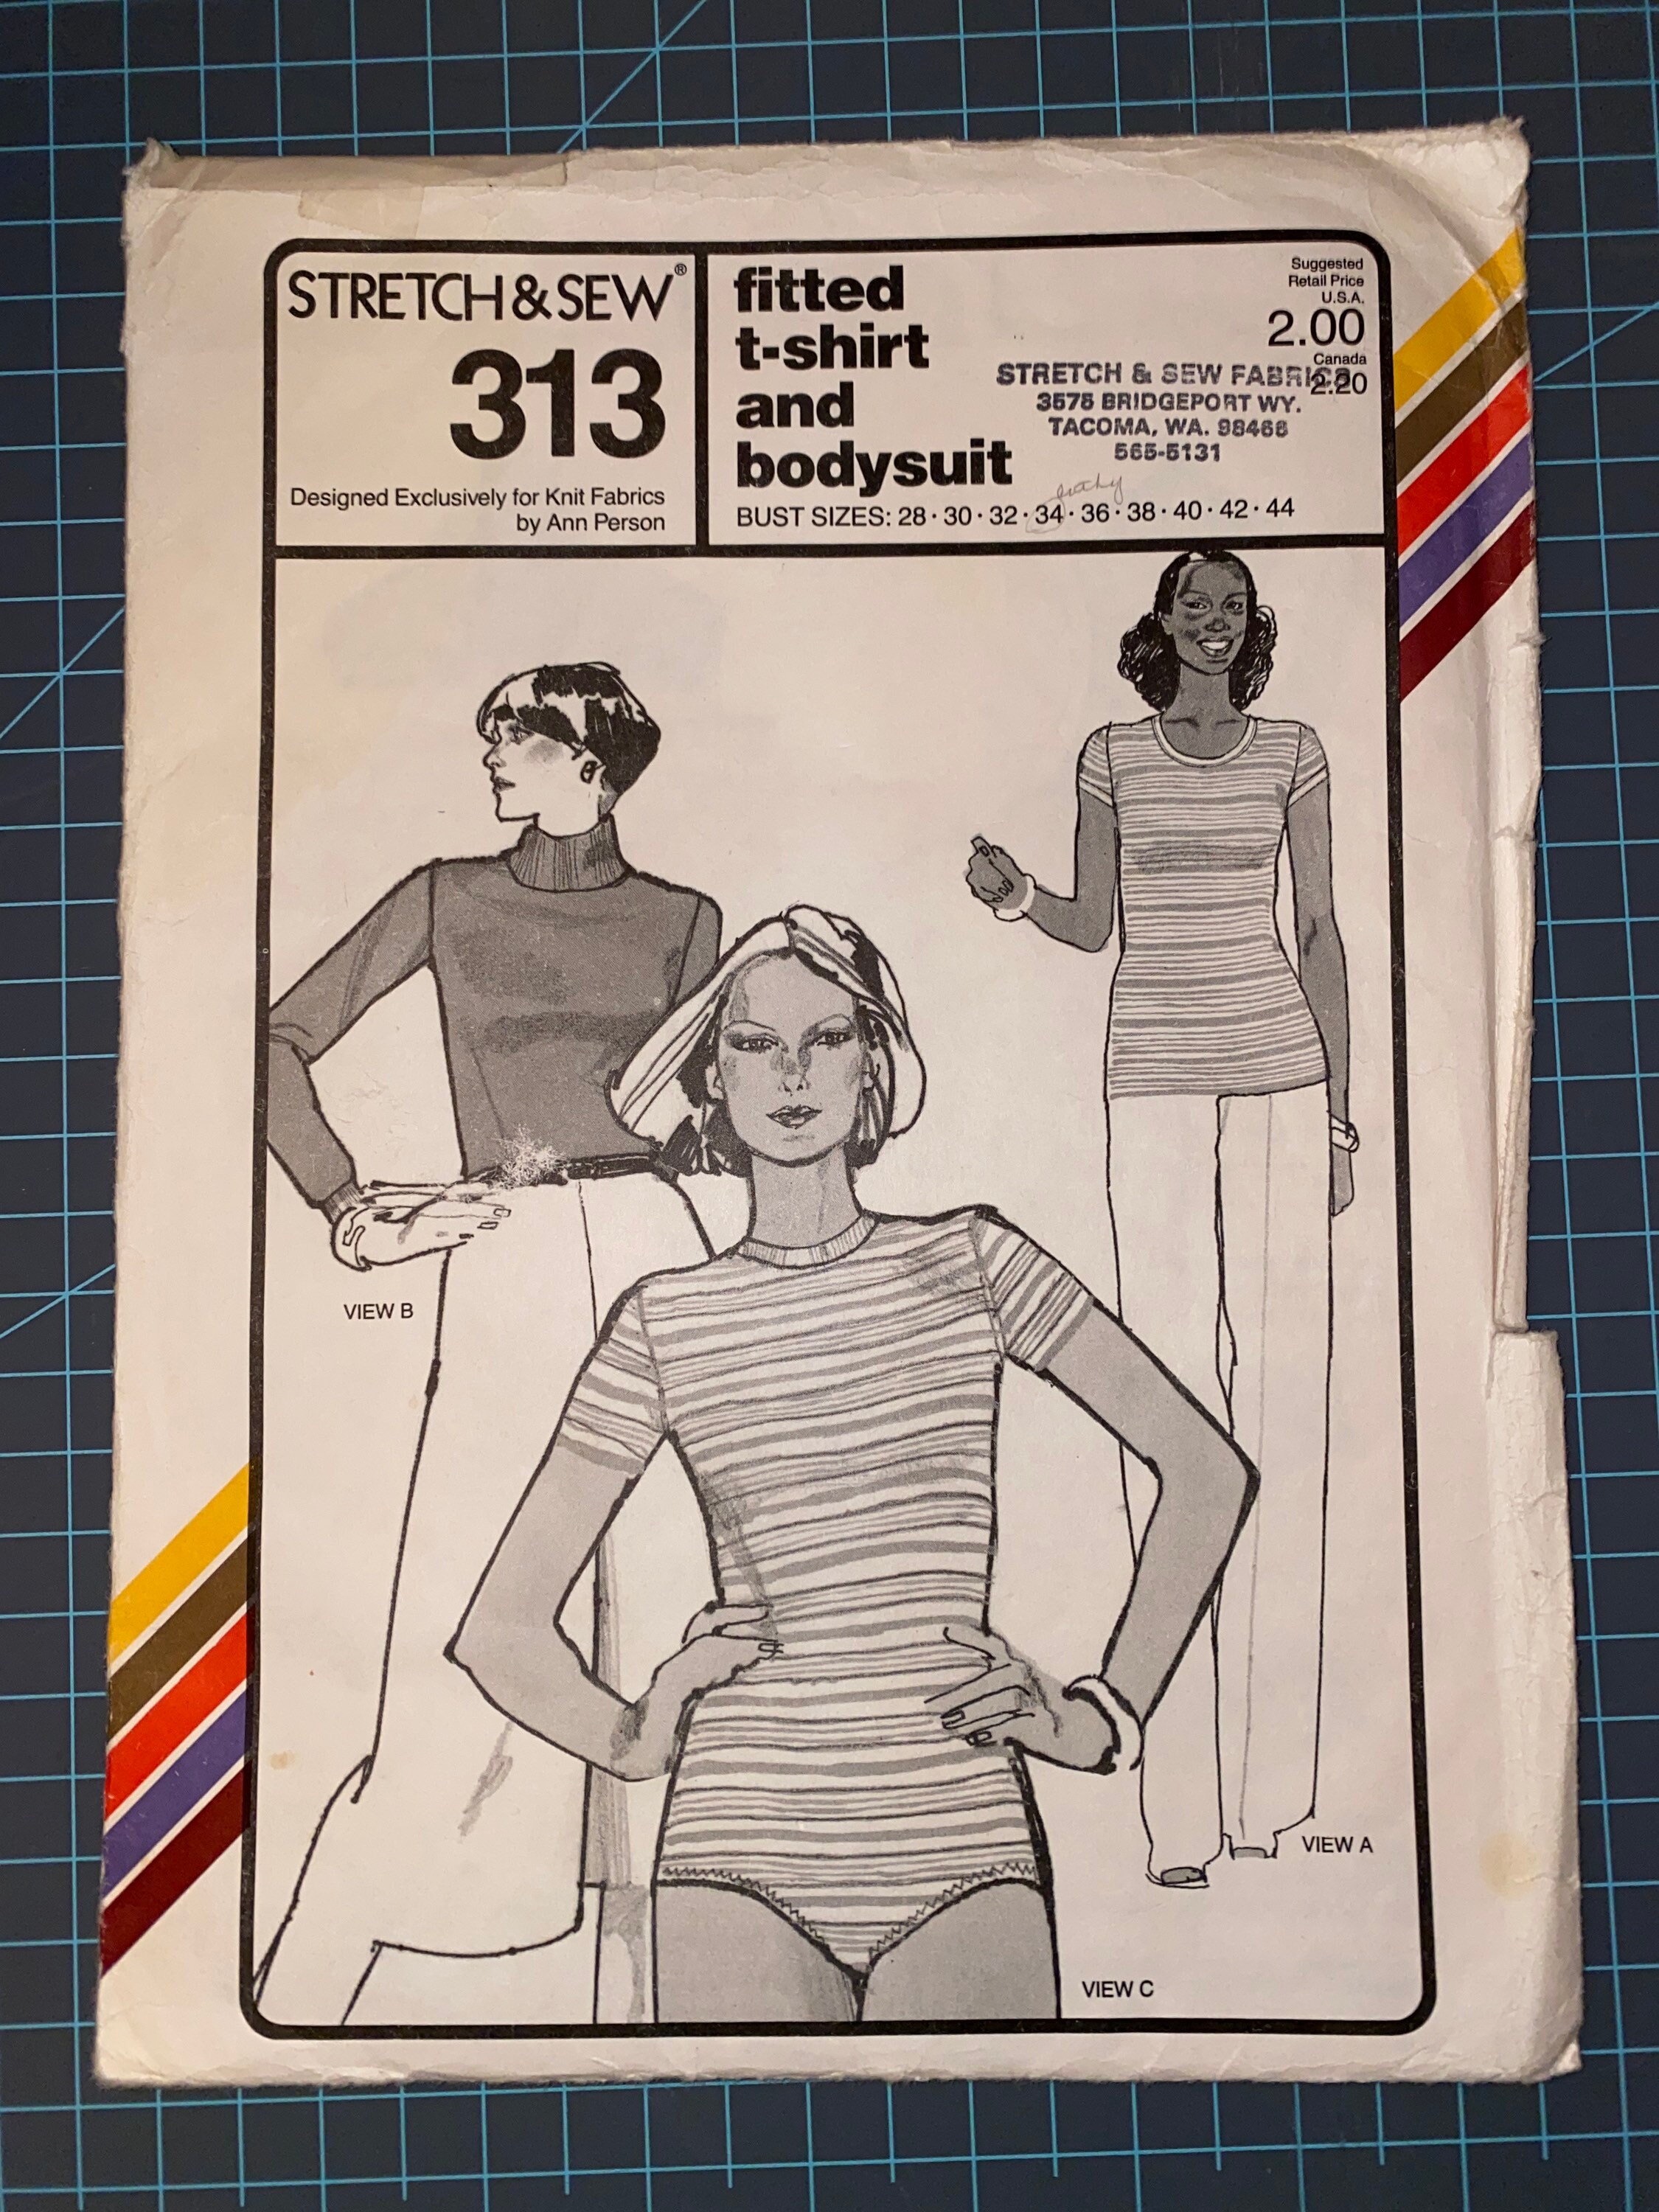 STRETCH & SEW®
313
Designed Exclusively for Knit Fabrics
by Ann Person
fitted
t-shirt
and
bodysuit
BUST SIZES: 28 · 30 · 32 · 34 · 36 · 38 · 40 · 42 · 44
Suggested
Retail Price
U.S.A.
2.00
Canada
2.20
STRETCH & SEW FABRICS
3575 BRIDGEPORT WY.
TACOMA, WA. 98466
565-5131
VIEW B
VIEW A
VIEW C